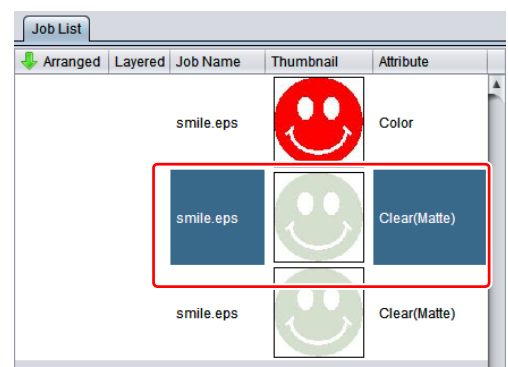 Job List
Arranged Layered Job Name Thumbnail Attribute
smile.eps Color
smile.eps Clear(Matte)
smile.eps Clear(Matte)